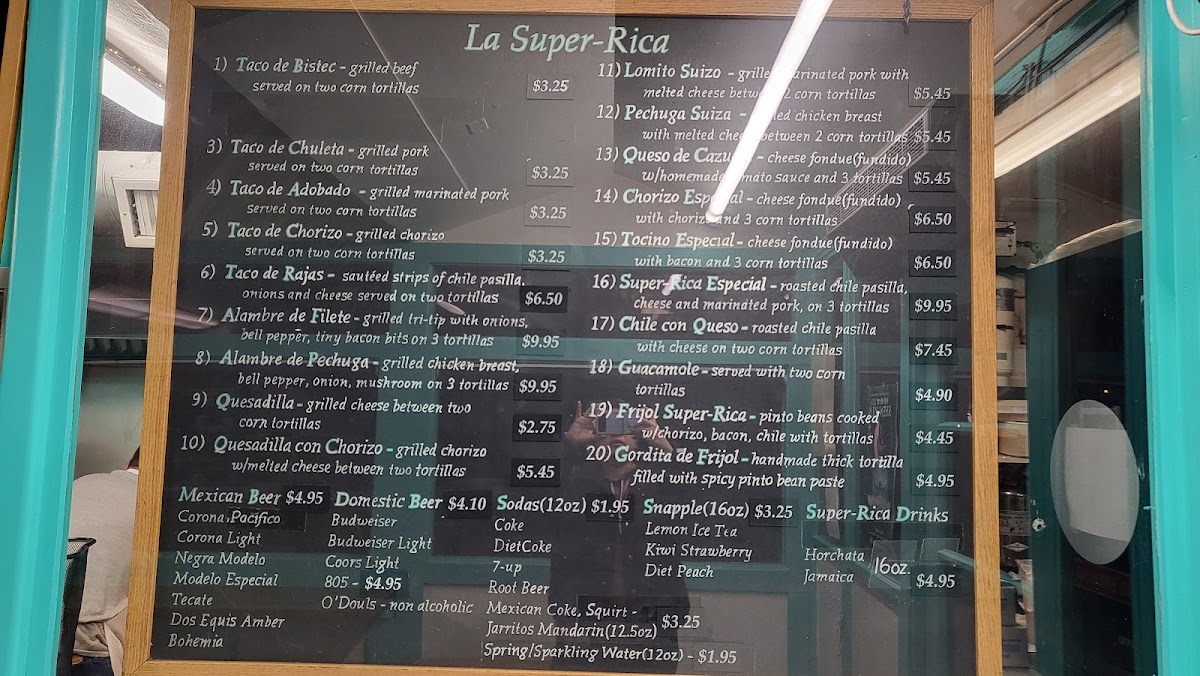 La Super-Rica
1) Taco de Bistec - grilled beef
served on two corn tortillas $3.25
3) Taco de Chuleta - grilled pork
served on two corn tortillas $3.25
4) Taco de Adobado - grilled marinated pork
served on two corn tortillas $3.25
5) Taco de Chorizo - grilled chorizo
served on two corn tortillas $3.25
6) Taco de Rajas - sautéed strips of chile pasilla,
onions and cheese served on two tortillas $6.50
7) Alambre de Filete - grilled tri-tip with onions,
bell pepper, tiny bacon bits on 3 tortillas $9.95
8) Alambre de Pechuga - grilled chicken breast,
bell pepper, onion, mushroom on 3 tortillas $9.95
9) Quesadilla - grilled cheese between two
corn tortillas $2.75
10) Quesadilla con Chorizo - grilled chorizo
w/melted cheese between two tortillas $5.45
11) Lomito Suizo - marinated pork with
melted cheese 2 corn tortillas $5.45
12) Pechuga Suiza - chicken breast
with melted between 2 corn tortillas $5.45
13) Queso de - cheese fondue(fundido)
w/homemade sauce and 3 tortillas $5.45
14) Chorizo - cheese fondue(fundido)
with and 3 corn tortillas $6.50
15) Tocino Especial - cheese fondue(fundido)
with bacon and 3 corn tortillas $6.50
16) Super-Rica Especial - roasted chile pasilla,
cheese and marinated pork, on 3 tortillas $9.95
17) Chile con Queso - roasted chile pasilla
with cheese on two corn tortillas $7.45
18) Guacamole - served with two corn
tortillas $4.90
19) Frijol Super-Rica - pinto beans cooked
w/chorizo, bacon, chile with tortillas $4.45
20) Gordita de Frijol - handmade thick tortilla
filled with spicy pinto bean paste $4.95
Mexican Beer $4.95
Corona,Pacifico
Corona Light
Negra Modelo
Modelo Especial
Tecate
Dos Equis Amber
Bohemia
Domestic Beer $4.10
Budweiser
Budweiser Light
Coors Light
805 - $4.95
O'Douls - non alcoholic
Sodas(12oz) $1.95
Coke
DietCoke
7-up
Root Beer
Mexican Coke, Squirt -
Jarritos Mandarin(12.5oz) $3.25
Spring/Sparkling Water(12oz) - $1.95
Snapple(16oz) $3.25
Lemon Ice Tea
Kiwi Strawberry
Diet Peach
Super-Rica Drinks
Horchata
Jamaica 16oz. $4.95